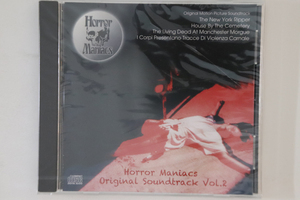 Horror
Maniacs
Original Motion Picture Soundtrack
The New York Ripper
House By The Cemetery
The Living Dead At Manchester Morgue
I Corpi Presentano Tracce Di Violenza Carnale
Horror Maniacs
Original Soundtrack Vol.2